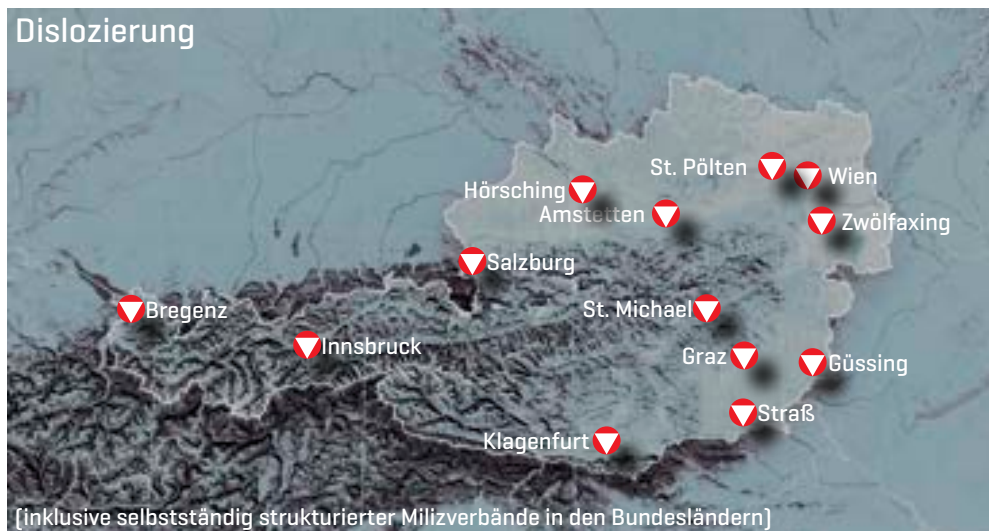 Dislozierung
St. Pölten
Wien
Hörsching
Amstetten
Zwölfaxing
Salzburg
Bregenz
St. Michael
Innsbruck
Graz
Güssing
Straß
Klagenfurt
(inklusive selbstständig strukturierter Milizverbände in den Bundesländern)